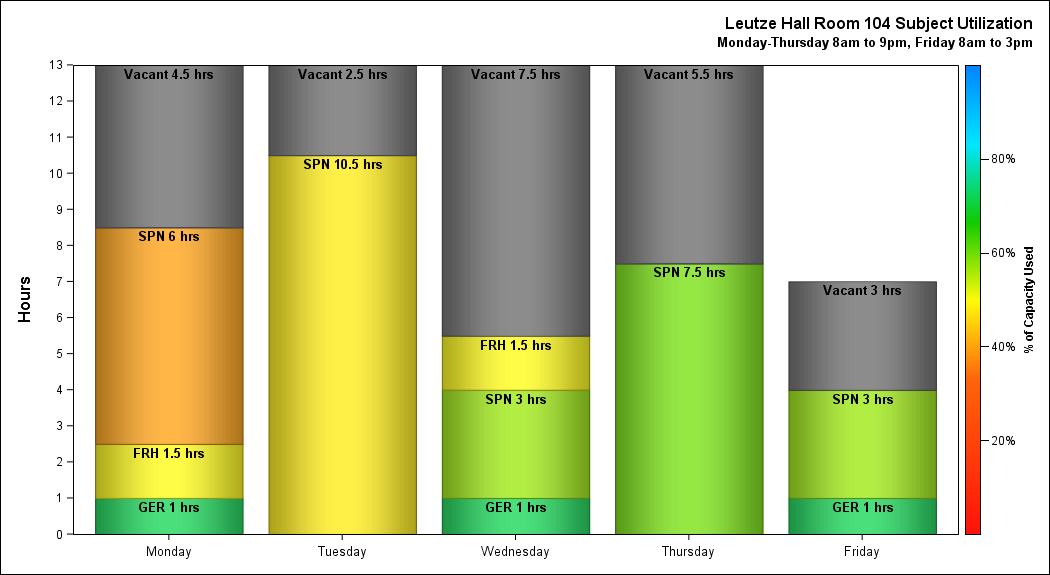 Leutze Hall Room 104 Subject Utilization
Monday-Thursday 8am to 9pm, Friday 8am to 3pm
Hours
13
12
11
10
9
8
7
6
5
4
3
2
1
0
Vacant 4.5 hrs
SPN 6 hrs
FRH 1.5 hrs
GER 1 hrs
Vacant 2.5 hrs
SPN 10.5 hrs
Vacant 7.5 hrs
FRH 1.5 hrs
SPN 3 hrs
GER 1 hrs
Vacant 5.5 hrs
SPN 7.5 hrs
Vacant 3 hrs
SPN 3 hrs
GER 1 hrs
Monday
Tuesday
Wednesday
Thursday
Friday
80%
60%
40%
20%
% of Capacity Used